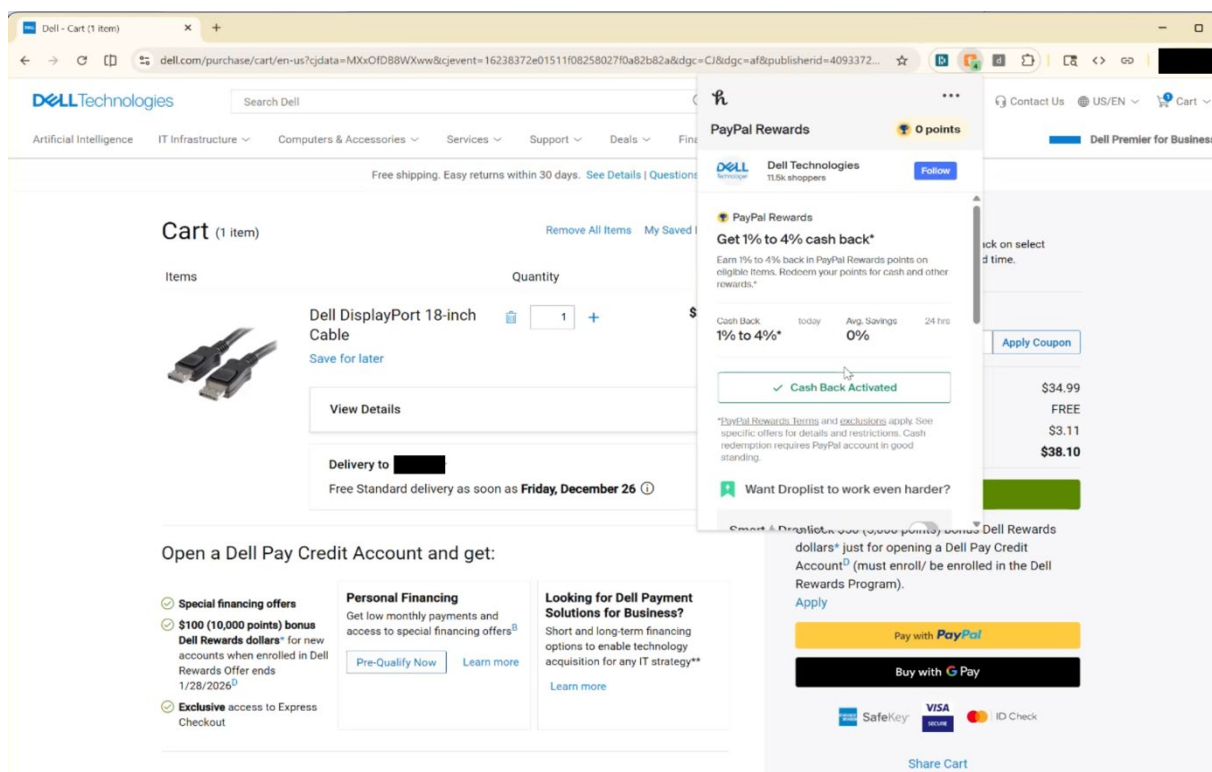 Dell - Cart (1 item)
dell.com/purchase/cart/en-us?cjdata=MXxOfDB8WXww&cjevent=16238372e01511f08258027f0a82b82a&dgc=CJ&dgc=af&publisherid=4093372...
DELLTechnologies
Search Dell
Contact Us
US/EN
9
Cart
Artificial Intelligence
IT Infrastructure
Computers & Accessories
Services
Support
Deals
Dell Premier for Business
Free shipping. Easy returns within 30 days. See Details | Questions
Cart (1 item)
Remove All Items
My Saved
Items
Quantity
Dell DisplayPort 18-inch
Cable
Save for later
1
+
$
View Details
Delivery to
Free Standard delivery as soon as Friday, December 26
Open a Dell Pay Credit Account and get:
Special financing offers
$100 (10,000 points) bonus
Dell Rewards dollars* for new
accounts when enrolled in Dell
Rewards Offer ends
1/28/2026D
Exclusive access to Express
Checkout
Personal Financing
Get low monthly payments and
access to special financing offersB
Pre-Qualify Now
Learn more
Looking for Dell Payment
Solutions for Business?
Short and long-term financing
options to enable technology
acquisition for any IT strategy**
Learn more
h
PayPal Rewards
0 points
DELL
Technologies
Dell Technologies
11.5k shoppers
Follow
PayPal Rewards
Get 1% to 4% cash back*
Earn 1% to 4% back in PayPal Rewards points on
eligible items. Redeem your points for cash and other
rewards.*
Cash Back today
1% to 4%*
Avg. Savings 24 hrs
0%
Cash Back Activated
*PayPal Rewards Terms and exclusions apply. See
specific offers for details and restrictions. Cash
redemption requires PayPal account in good
standing.
Want Droplist to work even harder?
on select
time.
Apply Coupon
$34.99
FREE
$3.11
$38.10
bonus Dell Rewards
dollars* just for opening a Dell Pay Credit
AccountD (must enroll/ be enrolled in the Dell
Rewards Program).
Apply
Pay with PayPal
Buy with G Pay
SafeKey
VISA
SECURE
ID Check
Share Cart